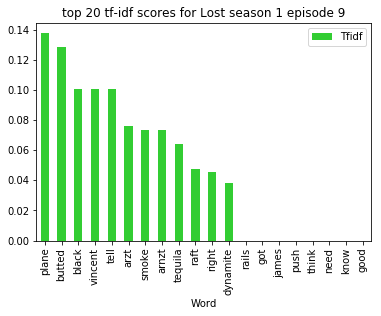 top 20 tf-idf scores for Lost season 1 episode 9
Tfidf
0.14
0.12
0.10
0.08
0.06
0.04
0.02
0.00
plane
butted
black
vincent
tell
arzt
smoke
arnzt
tequila
raft
right
dynamite
rails
got
james
push
think
need
know
good
Word